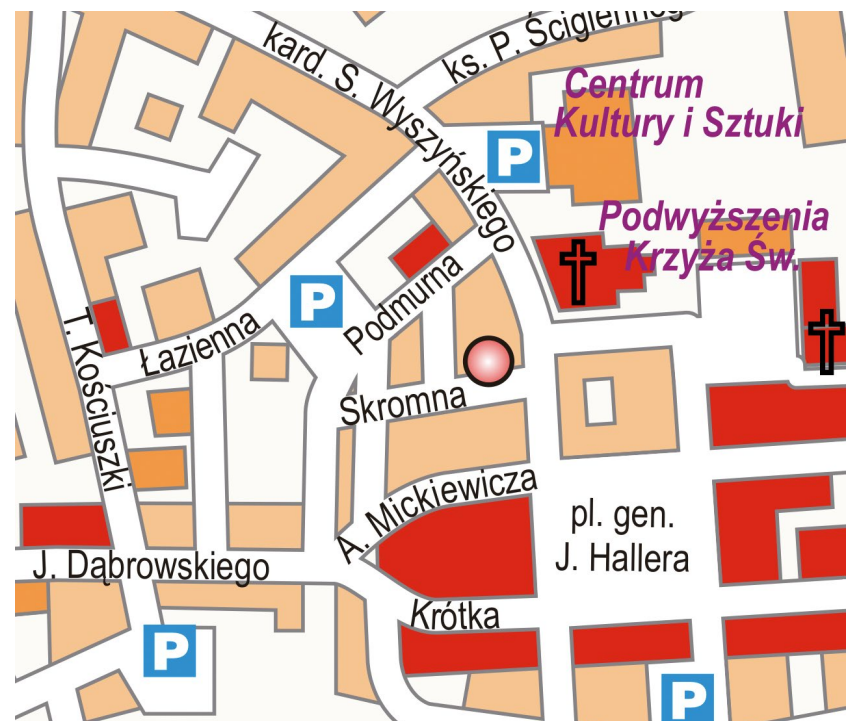 kard. S. Wyszyńskiego
ks. P. Ściginneg
Centrum
Kultury i Sztuki
P
Podwyższenia
Krzyża Św.
P
Podmurna
T. Kościuszki
Łazienna
Skromna
A. Mickiewicza
pl. gen.
J. Hallera
J. Dąbrowskiego
Krótka
P
P